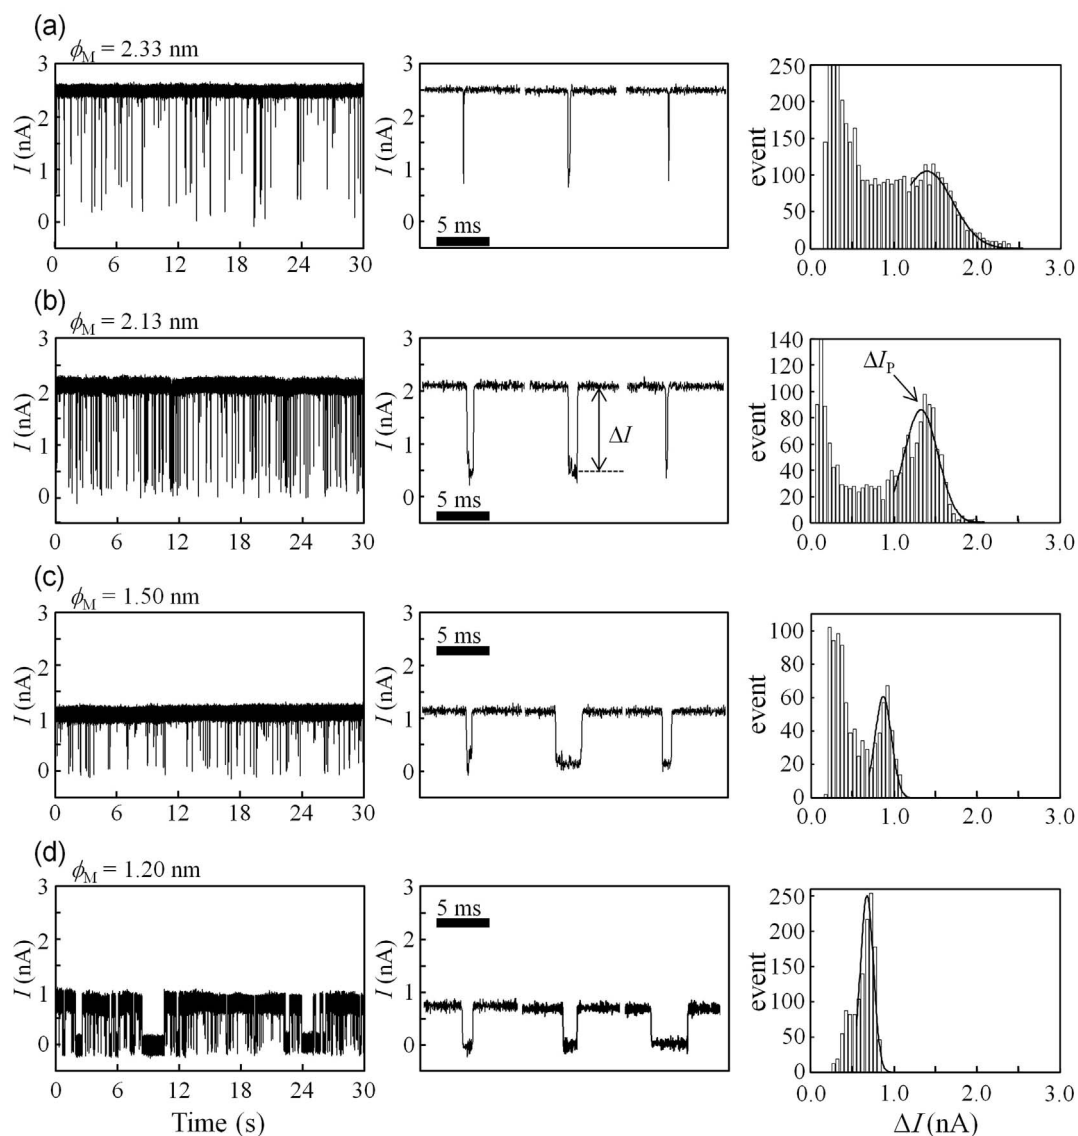 (a)
ϕM = 2.33 nm
3
2
1
0
I (nA)
0 6 12 18 24 30
3
2
1
0
I (nA)
5 ms
250
200
150
100
50
0
event
0.0 1.0 2.0 3.0
(b)
ϕM = 2.13 nm
3
2
1
0
I (nA)
0 6 12 18 24 30
3
2
1
0
I (nA)
ΔI
5 ms
140
120
100
80
60
40
20
0
event
ΔIP
0.0 1.0 2.0 3.0
(c)
ϕM = 1.50 nm
3
2
1
0
I (nA)
0 6 12 18 24 30
3
2
1
0
I (nA)
5 ms
100
80
60
40
20
0
event
0.0 1.0 2.0 3.0
(d)
ϕM = 1.20 nm
3
2
1
0
I (nA)
0 6 12 18 24 30
Time (s)
3
2
1
0
I (nA)
5 ms
250
200
150
100
50
0
event
0.0 1.0 2.0 3.0
ΔI (nA)